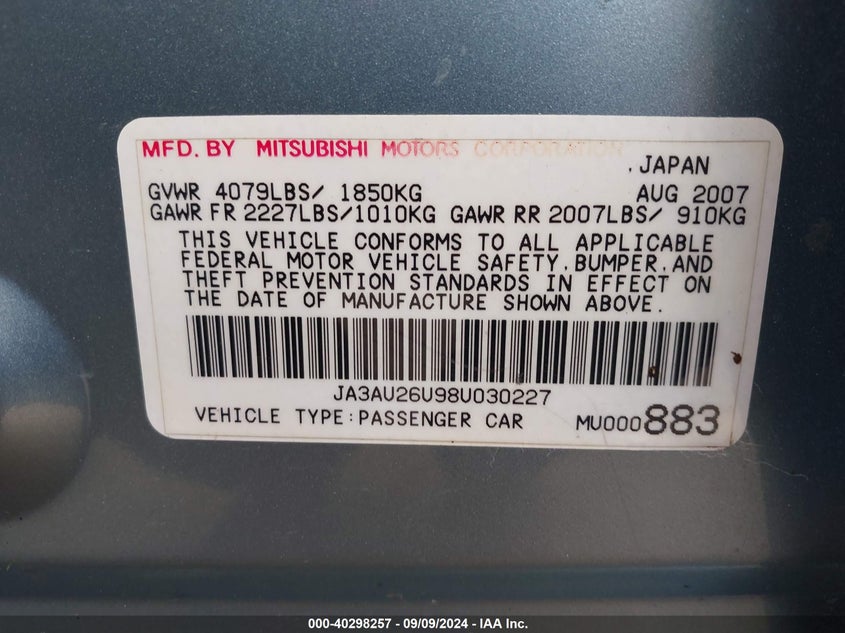 MFD. BY MITSUBISHI MOTORS CORPORATION
.JAPAN
GVWR 4079LBS/ 1850KG AUG 2007
GAWR FR 2227LBS/1010KG GAWR RR 2007LBS/ 910KG
THIS VEHICLE CONFORMS TO ALL APPLICABLE
FEDERAL MOTOR VEHICLE SAFETY, BUMPER, AND
THEFT PREVENTION STANDARDS IN EFFECT ON
THE DATE OF MANUFACTURE SHOWN ABOVE.
JA3AU26U98U030227
VEHICLE TYPE:PASSENGER CAR MU000883
000-40298257 - 09/09/2024 - IAA Inc.